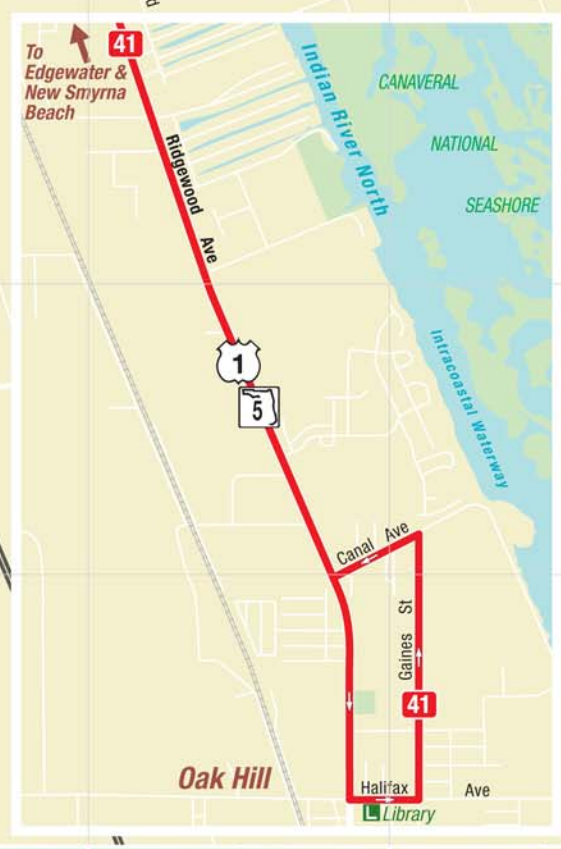 d
41
To
Edgewater &
New Smyrna
Beach
Indian River North
CANAVERAL
NATIONAL
SEASHORE
Ridgewood Ave
1
5
Intracoastal Waterway
Canal Ave
Gaines St
41
Oak Hill
Halifax Ave
L Library